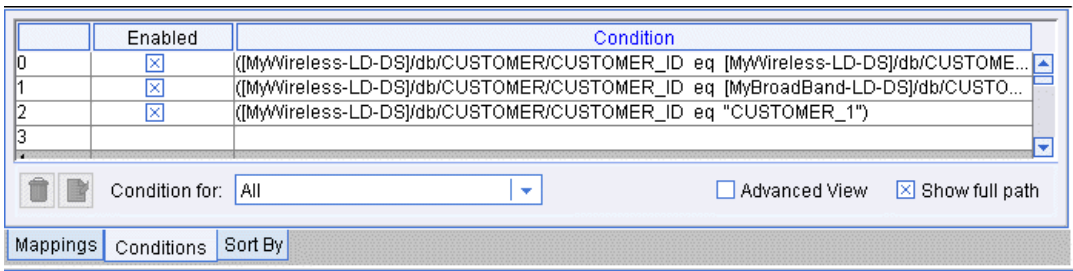 Enabled Condition
0 ([MyWireless-LD-DS]/db/CUSTOMER/CUSTOMER_ID eq [MyWireless-LD-DS]/db/CUSTOME...
1 ([MyWireless-LD-DS]/db/CUSTOMER/CUSTOMER_ID eq [MyBroadBand-LD-DS]/db/CUSTO...
2 ([MyWireless-LD-DS]/db/CUSTOMER/CUSTOMER_ID eq "CUSTOMER_1")
3
Condition for: All Advanced View Show full path
Mappings Conditions Sort By